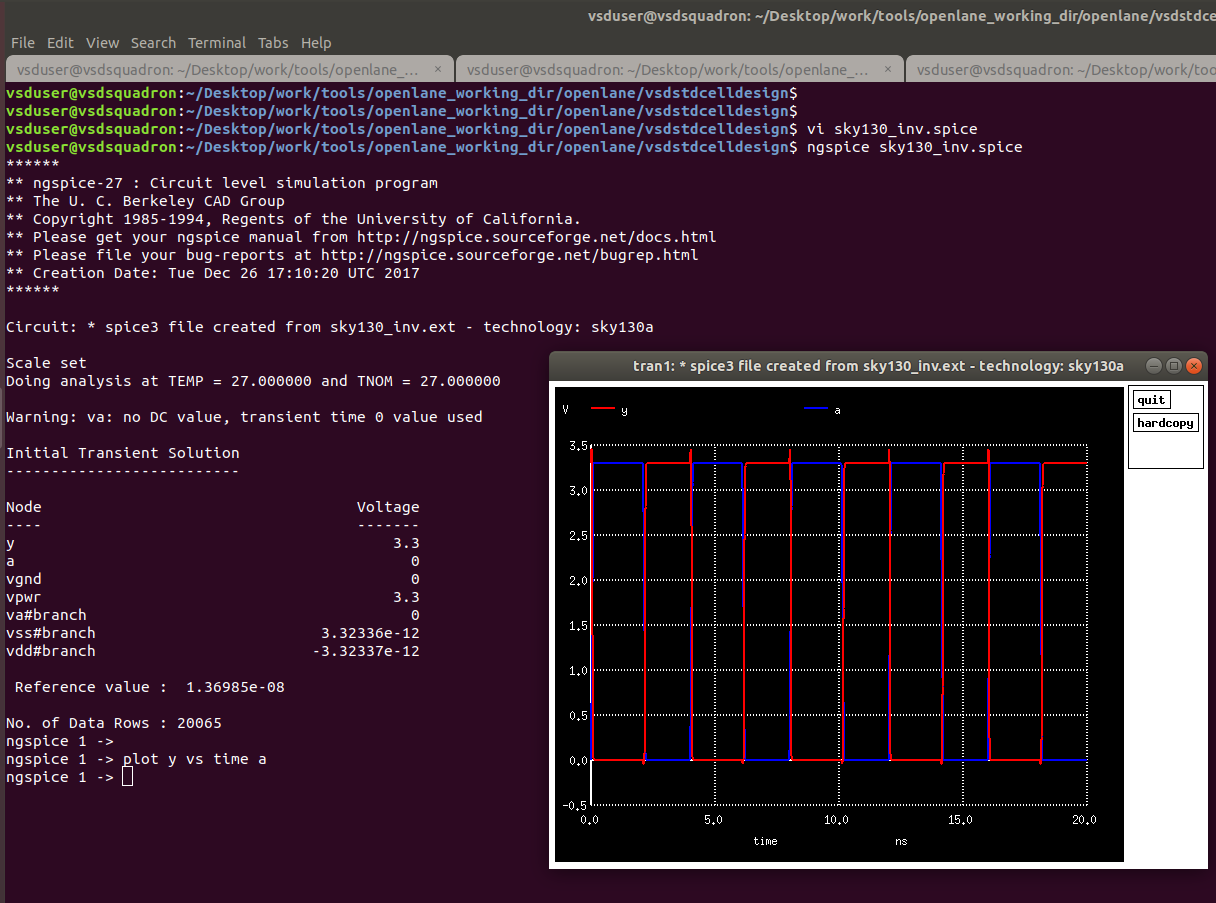 vsduser@vsdsquadron: ~/Desktop/work/tools/openlane_working_dir/openlane/vsdstdce
File Edit View Search Terminal Tabs Help
vsduser@vsdsquadron: ~/Desktop/work/tools/openlane_... × vsduser@vsdsquadron: ~/Desktop/work/tools/openlane_... × vsduser@vsdsquadron: ~/Desktop/work/too
vsduser@vsdsquadron:~/Desktop/work/tools/openlane_working_dir/openlane/vsdstdcelldesign$
vsduser@vsdsquadron:~/Desktop/work/tools/openlane_working_dir/openlane/vsdstdcelldesign$
vsduser@vsdsquadron:~/Desktop/work/tools/openlane_working_dir/openlane/vsdstdcelldesign$ vi sky130_inv.spice
vsduser@vsdsquadron:~/Desktop/work/tools/openlane_working_dir/openlane/vsdstdcelldesign$ ngspice sky130_inv.spice
******
** ngspice-27 : Circuit level simulation program
** The U. C. Berkeley CAD Group
** Copyright 1985-1994, Regents of the University of California.
** Please get your ngspice manual from http://ngspice.sourceforge.net/docs.html
** Please file your bug-reports at http://ngspice.sourceforge.net/bugrep.html
** Creation Date: Tue Dec 26 17:10:20 UTC 2017
******
Circuit: * spice3 file created from sky130_inv.ext - technology: sky130a
Scale set
Doing analysis at TEMP = 27.000000 and TNOM = 27.000000
Warning: va: no DC value, transient time 0 value used
Initial Transient Solution
--------------------------
Node Voltage
---- -------
y 3.3
a 0
vgnd 0
vpwr 3.3
va#branch 0
vss#branch 3.32336e-12
vdd#branch -3.32337e-12
Reference value : 1.36985e-08
No. of Data Rows : 20065
ngspice 1 ->
ngspice 1 -> plot y vs time a
ngspice 1 ->
tran1: * spice3 file created from sky130_inv.ext - technology: sky130a
quit
hardcopy
V y a
3.5
3.0
2.5
2.0
1.5
1.0
0.5
0.0
-0.5
0.0 5.0 10.0 15.0 20.0
time ns